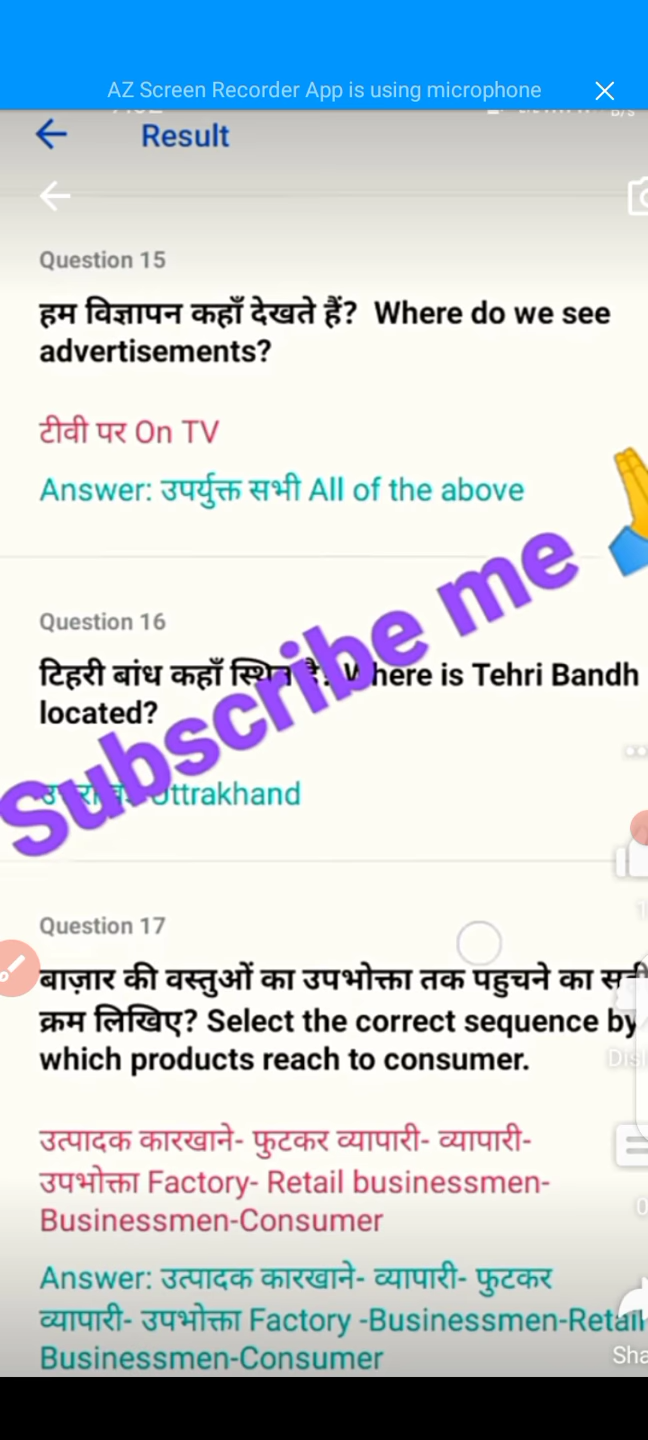 AZ Screen Recorder App is using microphone
Result
Question 15
हम विज्ञापन कहाँ देखते हैं? Where do we see
advertisements?
टीवी पर On TV
Answer: उपर्युक्त सभी All of the above
Subscribe me
Question 16
टिहरी बांध कहाँ स्थित है? Where is Tehri Bandh
located?
Uttrakhand
Question 17
बाज़ार की वस्तुओं का उपभोक्ता तक पहुचने का
क्रम लिखिए? Select the correct sequence by
which products reach to consumer.
उत्पादक कारखाने- फुटकर व्यापारी- व्यापारी-
उपभोक्ता Factory- Retail businessmen-
Businessmen-Consumer
Answer: उत्पादक कारखाने- व्यापारी- फुटकर
व्यापारी- उपभोक्ता Factory -Businessmen-Retail
Businessmen-Consumer
Sha